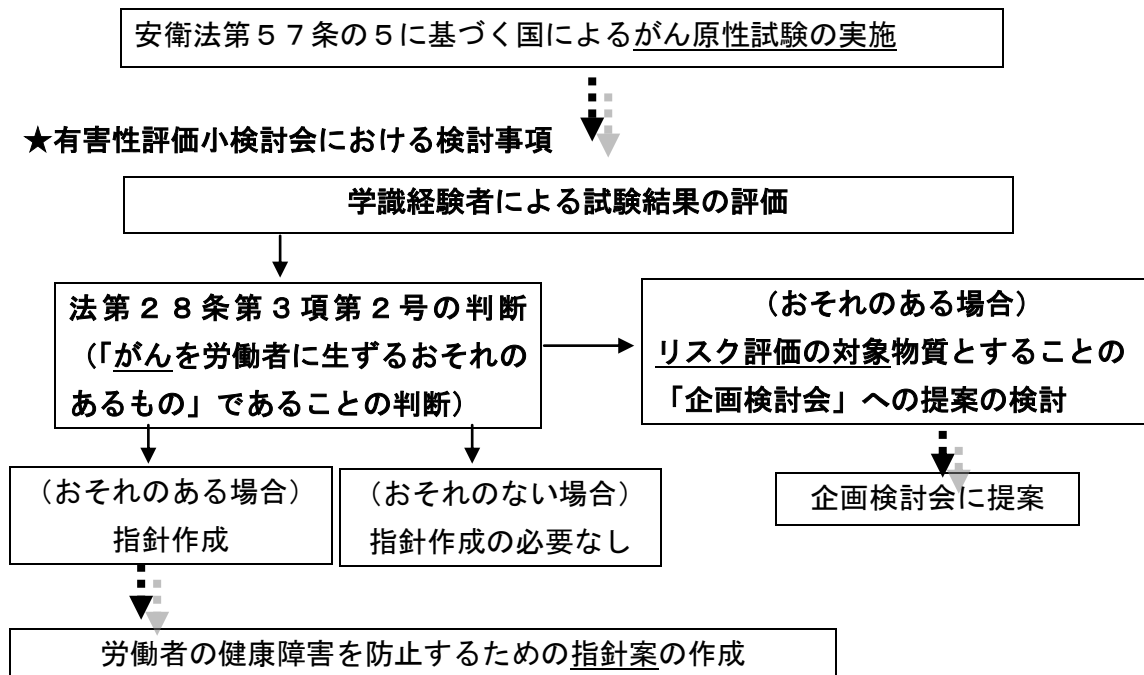 安衛法第５７条の５に基づく国によるがん原性試験の実施
★有害性評価小検討会における検討事項
学識経験者による試験結果の評価
法第２８条第３項第２号の判断
（「がんを労働者に生ずるおそれの
あるもの」であることの判断）
（おそれのある場合）
リスク評価の対象物質とすることの
「企画検討会」への提案の検討
（おそれのある場合）
指針作成
（おそれのない場合）
指針作成の必要なし
企画検討会に提案
労働者の健康障害を防止するための指針案の作成